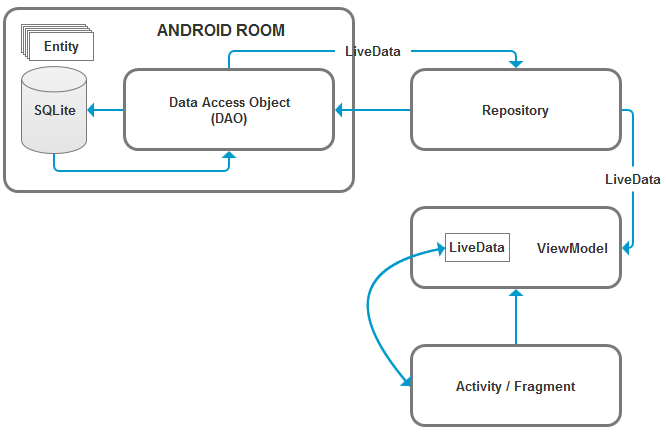 ANDROID ROOM
Entity
LiveData
SQLite
Data Access Object
(DAO)
Repository
LiveData
LiveData
ViewModel
Activity / Fragment